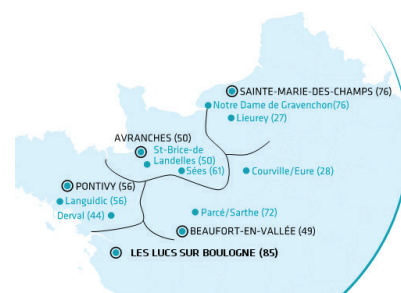 SAINTE-MARIE-DES-CHAMPS (76)
Notre Dame de Gravenchon(76)
Lieurey (27)
AVRANCHES (50)
St-Brice-de
Landelles (50)
Sées (61)
Courville/Eure (28)
PONTIVY (56)
Languidic (56)
Derval (44)
Parcé/Sarthe (72)
BEAUFORT-EN-VALLÉE (49)
LES LUCS SUR BOULOGNE (85)